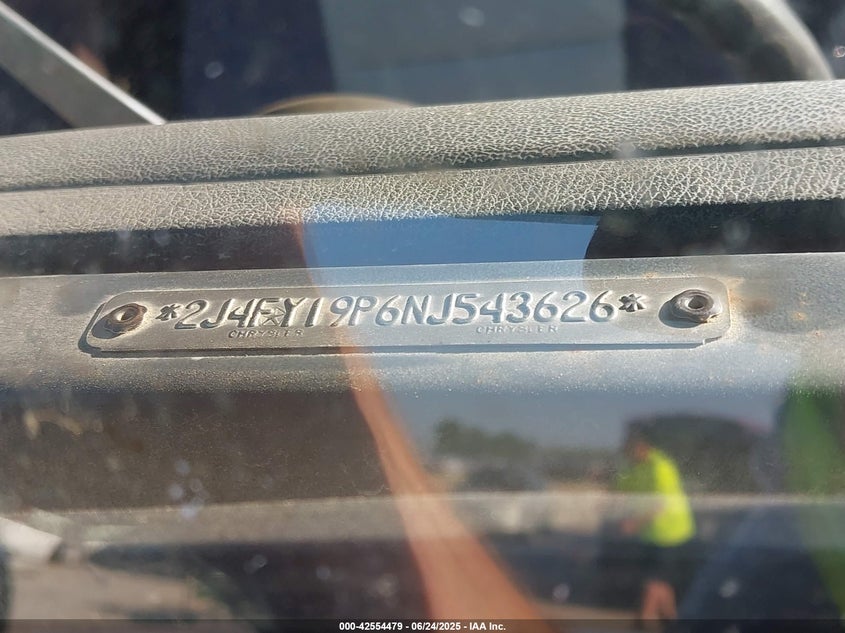 *2J4FY19P6NJ543626*
CHRYSLER CHRYSLER
000-42554479 - 06/24/2025 - IAA Inc.